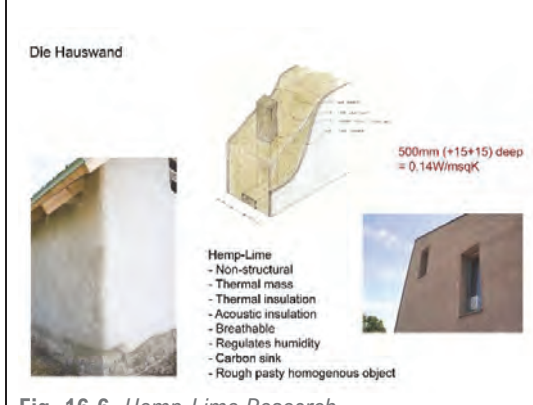 Die Hauswand
500mm (+15+15) deep
= 0.14W/msqK
Hemp-Lime
- Non-structural
- Thermal mass
- Thermal insulation
- Acoustic insulation
- Breathable
- Regulates humidity
- Carbon sink
- Rough pasty homogenous object
Fig. 16-6 Hemp-Lime Research